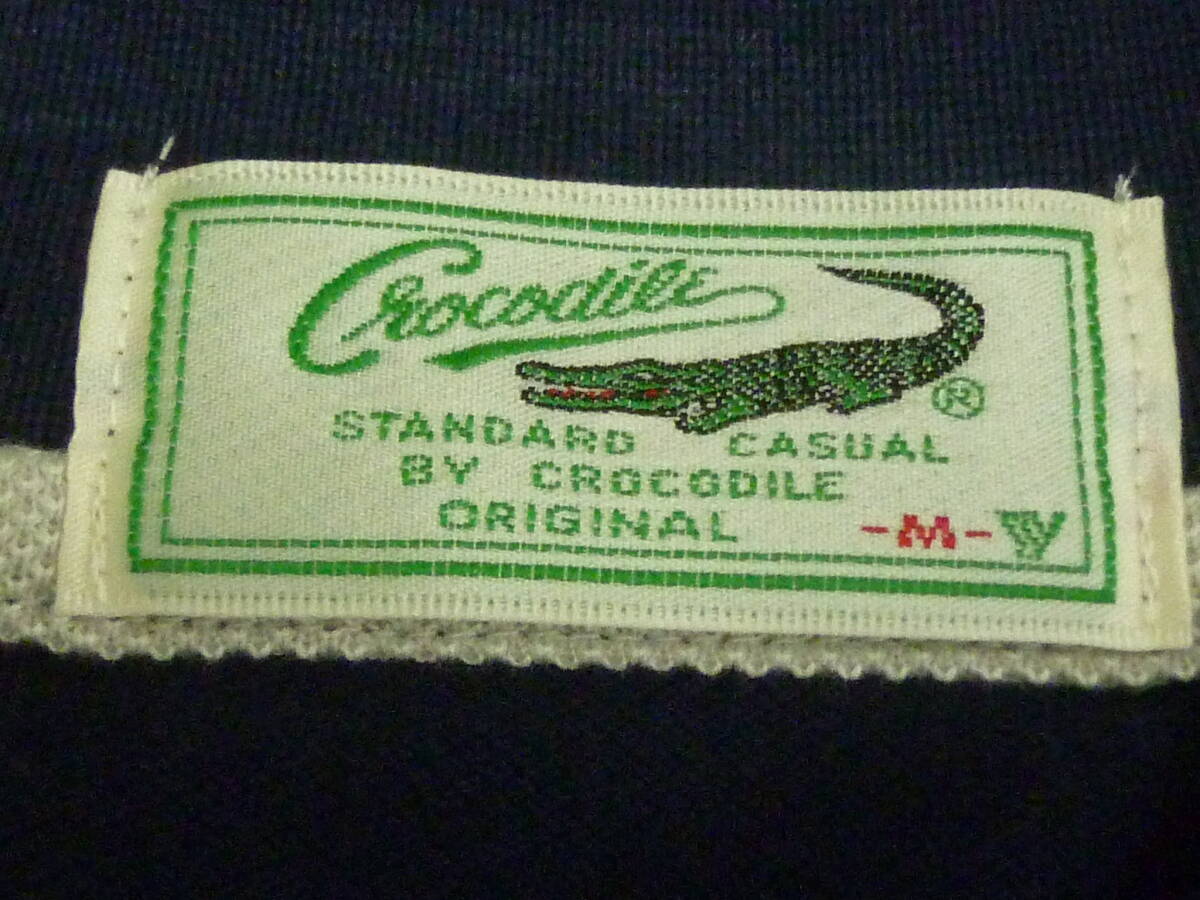 Crocodile
®
STANDARD CASUAL
BY CROCODILE
ORIGINAL
-M-